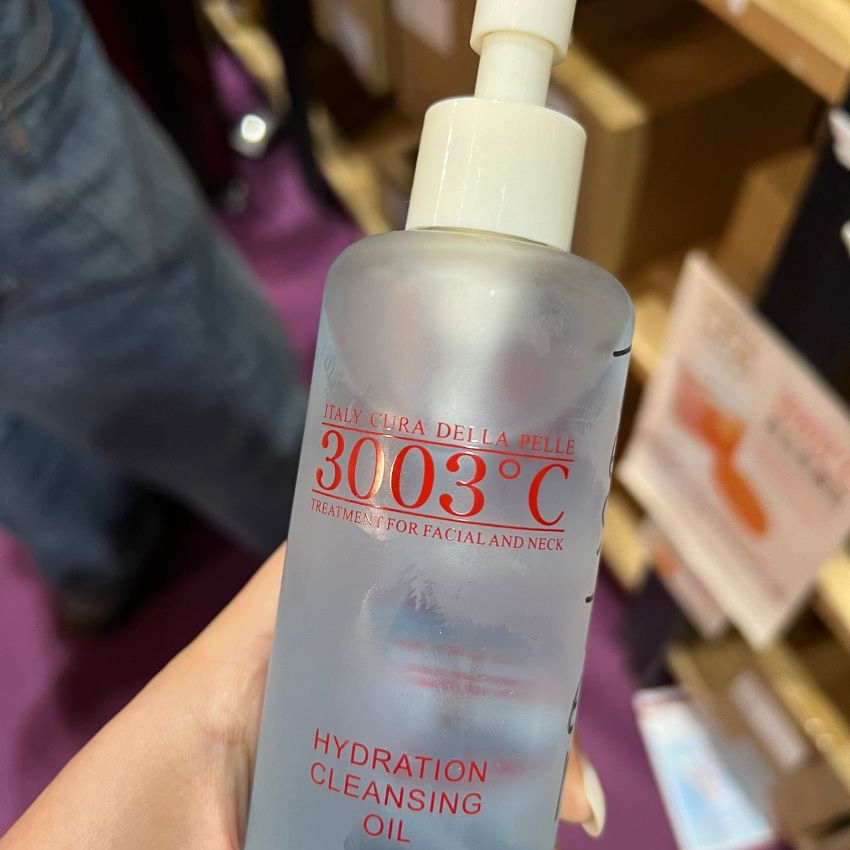 ITALY CURA DELLA PELLE
3003°C
TREATMENT FOR FACIAL AND NECK
HYDRATION
CLEANSING
OIL